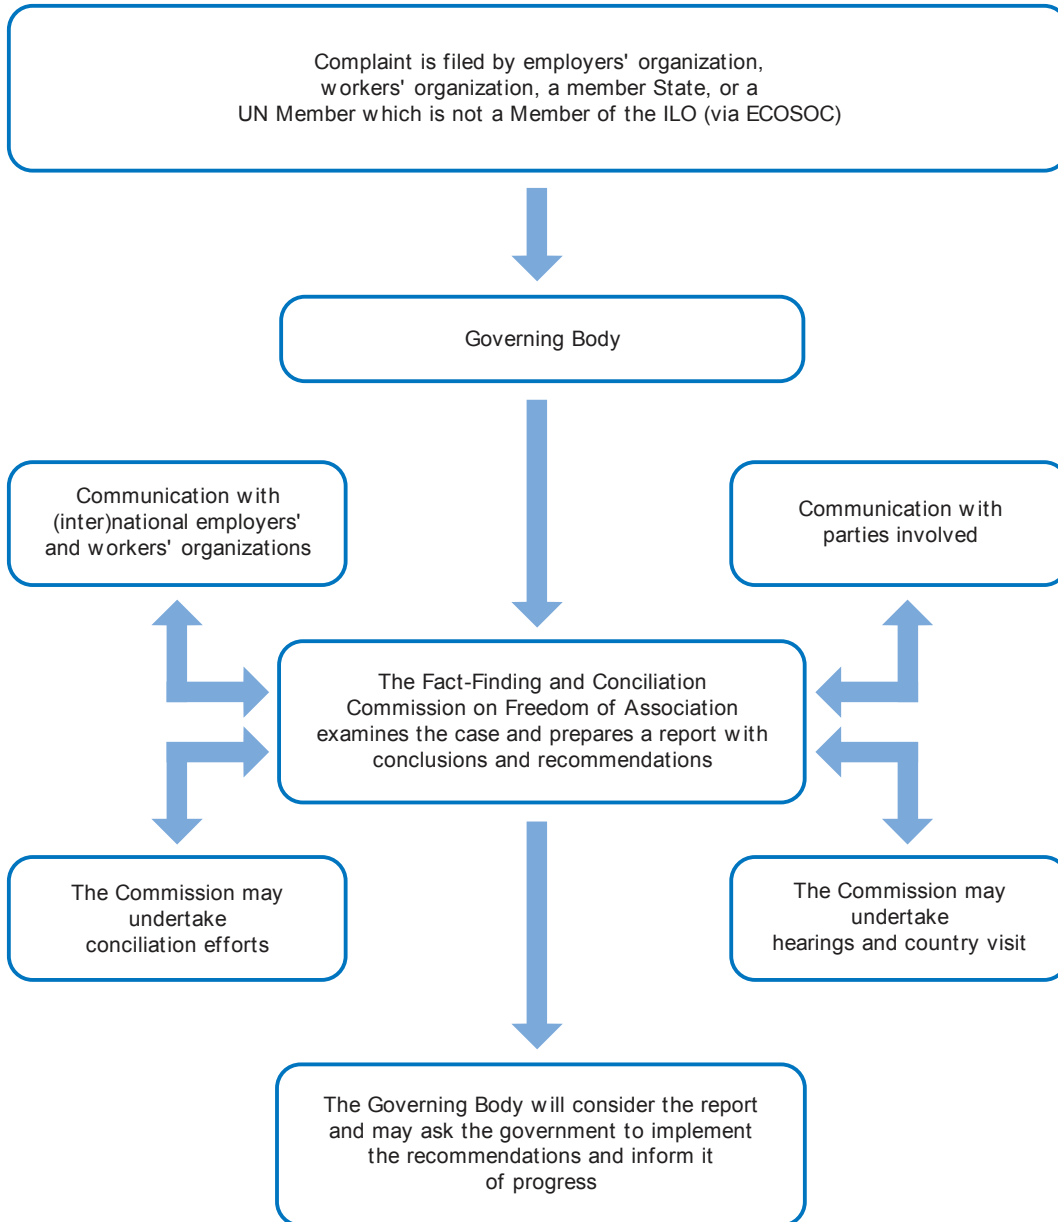 Complaint is filed by employers' organization,
workers' organization, a member State, or a
UN Member which is not a Member of the ILO (via ECOSOC)
Governing Body
Communication with
(inter)national employers'
and workers' organizations
Communication with
parties involved
The Fact-Finding and Conciliation
Commission on Freedom of Association
examines the case and prepares a report with
conclusions and recommendations
The Commission may
undertake
conciliation efforts
The Commission may
undertake
hearings and country visit
The Governing Body will consider the report
and may ask the government to implement
the recommendations and inform it
of progress